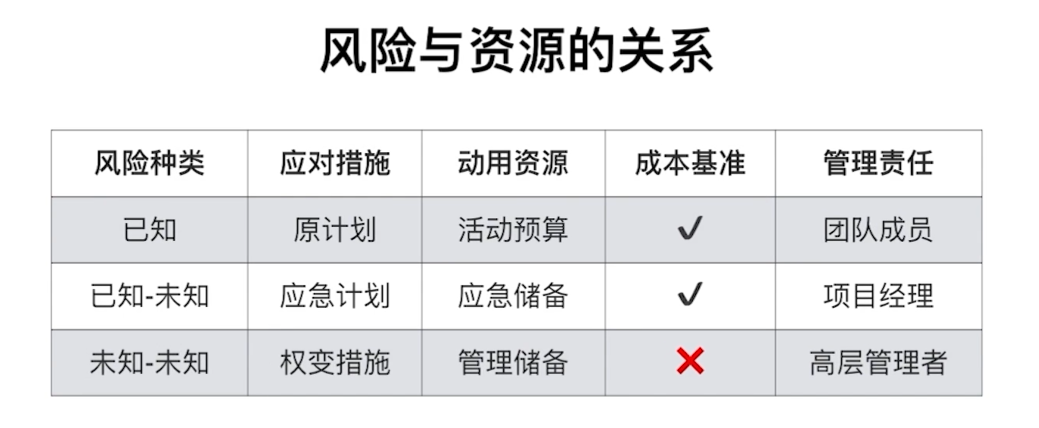 风险与资源的关系
风险种类 应对措施 动用资源 成本基准 管理责任
已知 原计划 活动预算 ✓ 团队成员
已知-未知 应急计划 应急储备 ✓ 项目经理
未知-未知 权变措施 管理储备 ✕ 高层管理者